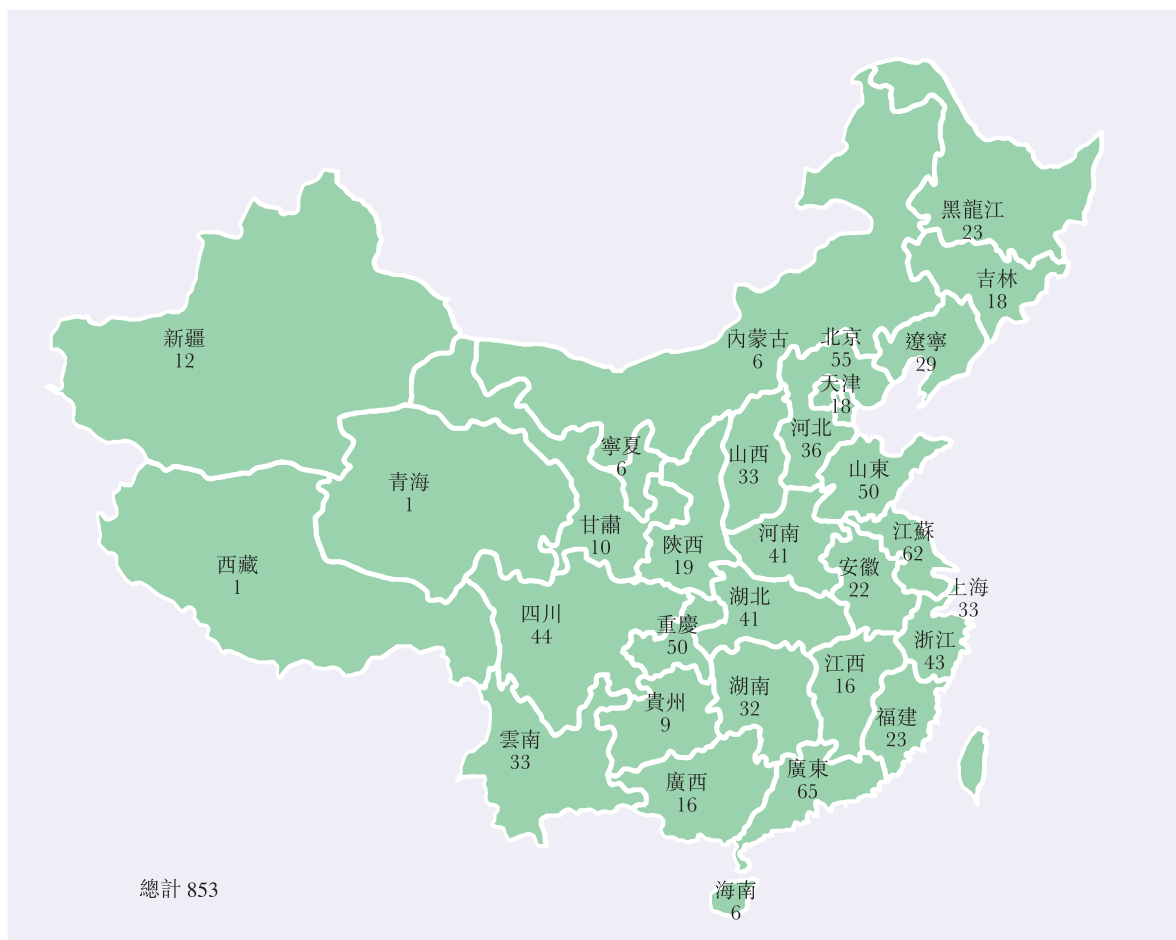 黑龍江
23
吉林
18
新疆
12
內蒙古
6
北京
55
遼寧
29
天津
18
河北
36
寧夏
6
山西
33
山東
50
青海
1
甘肅
10
陝西
19
河南
41
江蘇
62
西藏
1
安徽
22
上海
33
四川
44
湖北
41
重慶
50
浙江
43
江西
16
湖南
32
貴州
9
福建
23
雲南
33
廣西
16
廣東
65
總計 853
海南
6